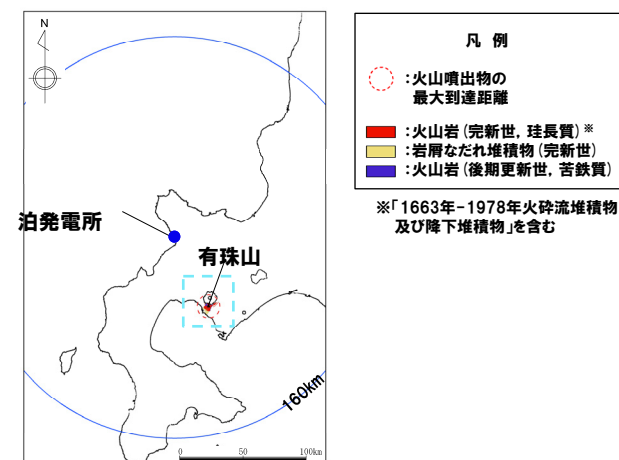 N
泊発電所
有珠山
160km
0 50 100km
凡 例
:火山噴出物の
最大到達距離
:火山岩(完新世, 珪長質)※
:岩屑なだれ堆積物(完新世)
:火山岩(後期更新世, 苦鉄質)
※「1663年-1978年火砕流堆積物
及び降下堆積物」を含む